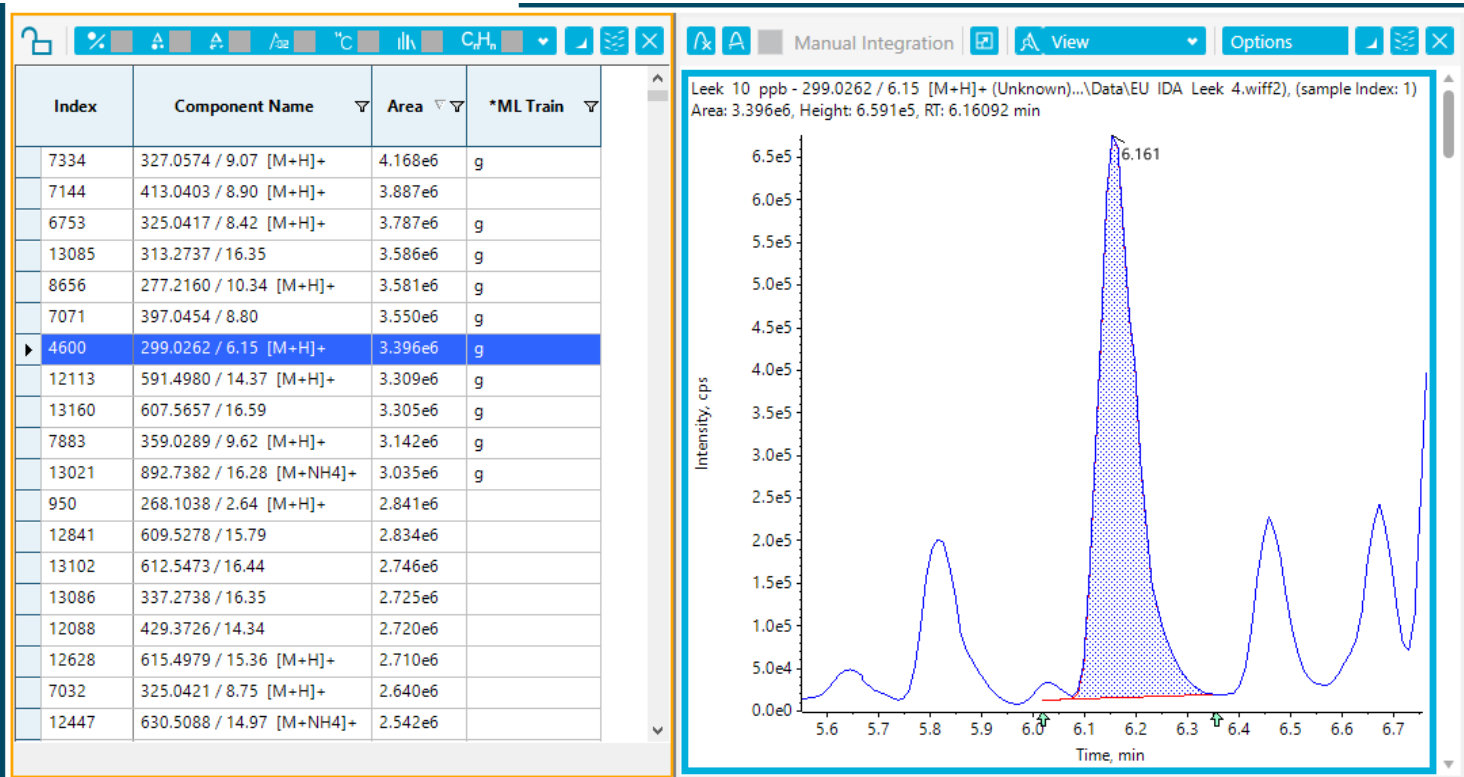 Index Component Name Area *ML Train
7334 327.0574 / 9.07 [M+H]+ 4.168e6 g
7144 413.0403 / 8.90 [M+H]+ 3.887e6
6753 325.0417 / 8.42 [M+H]+ 3.787e6 g
13085 313.2737 / 16.35 3.586e6 g
8656 277.2160 / 10.34 [M+H]+ 3.581e6 g
7071 397.0454 / 8.80 3.550e6 g
4600 299.0262 / 6.15 [M+H]+ 3.396e6 g
12113 591.4980 / 14.37 [M+H]+ 3.309e6 g
13160 607.5657 / 16.59 3.305e6 g
7883 359.0289 / 9.62 [M+H]+ 3.142e6 g
13021 892.7382 / 16.28 [M+NH4]+ 3.035e6 g
950 268.1038 / 2.64 [M+H]+ 2.841e6
12841 609.5278 / 15.79 2.834e6
13102 612.5473 / 16.44 2.746e6
13086 337.2738 / 16.35 2.725e6
12088 429.3726 / 14.34 2.720e6
12628 615.4979 / 15.36 [M+H]+ 2.710e6
7032 325.0421 / 8.75 [M+H]+ 2.640e6
12447 630.5088 / 14.97 [M+NH4]+ 2.542e6
Manual Integration View Options
Leek 10 ppb - 299.0262 / 6.15 [M+H]+ (Unknown)...\Data\EU IDA Leek 4.wiff2), (sample Index: 1)
Area: 3.396e6, Height: 6.591e5, RT: 6.16092 min
6.161
6.5e5
6.0e5
5.5e5
5.0e5
4.5e5
4.0e5
3.5e5
3.0e5
2.5e5
2.0e5
1.5e5
1.0e5
5.0e4
0.0e0
Intensity, cps
5.6 5.7 5.8 5.9 6.0 6.1 6.2 6.3 6.4 6.5 6.6 6.7
Time, min